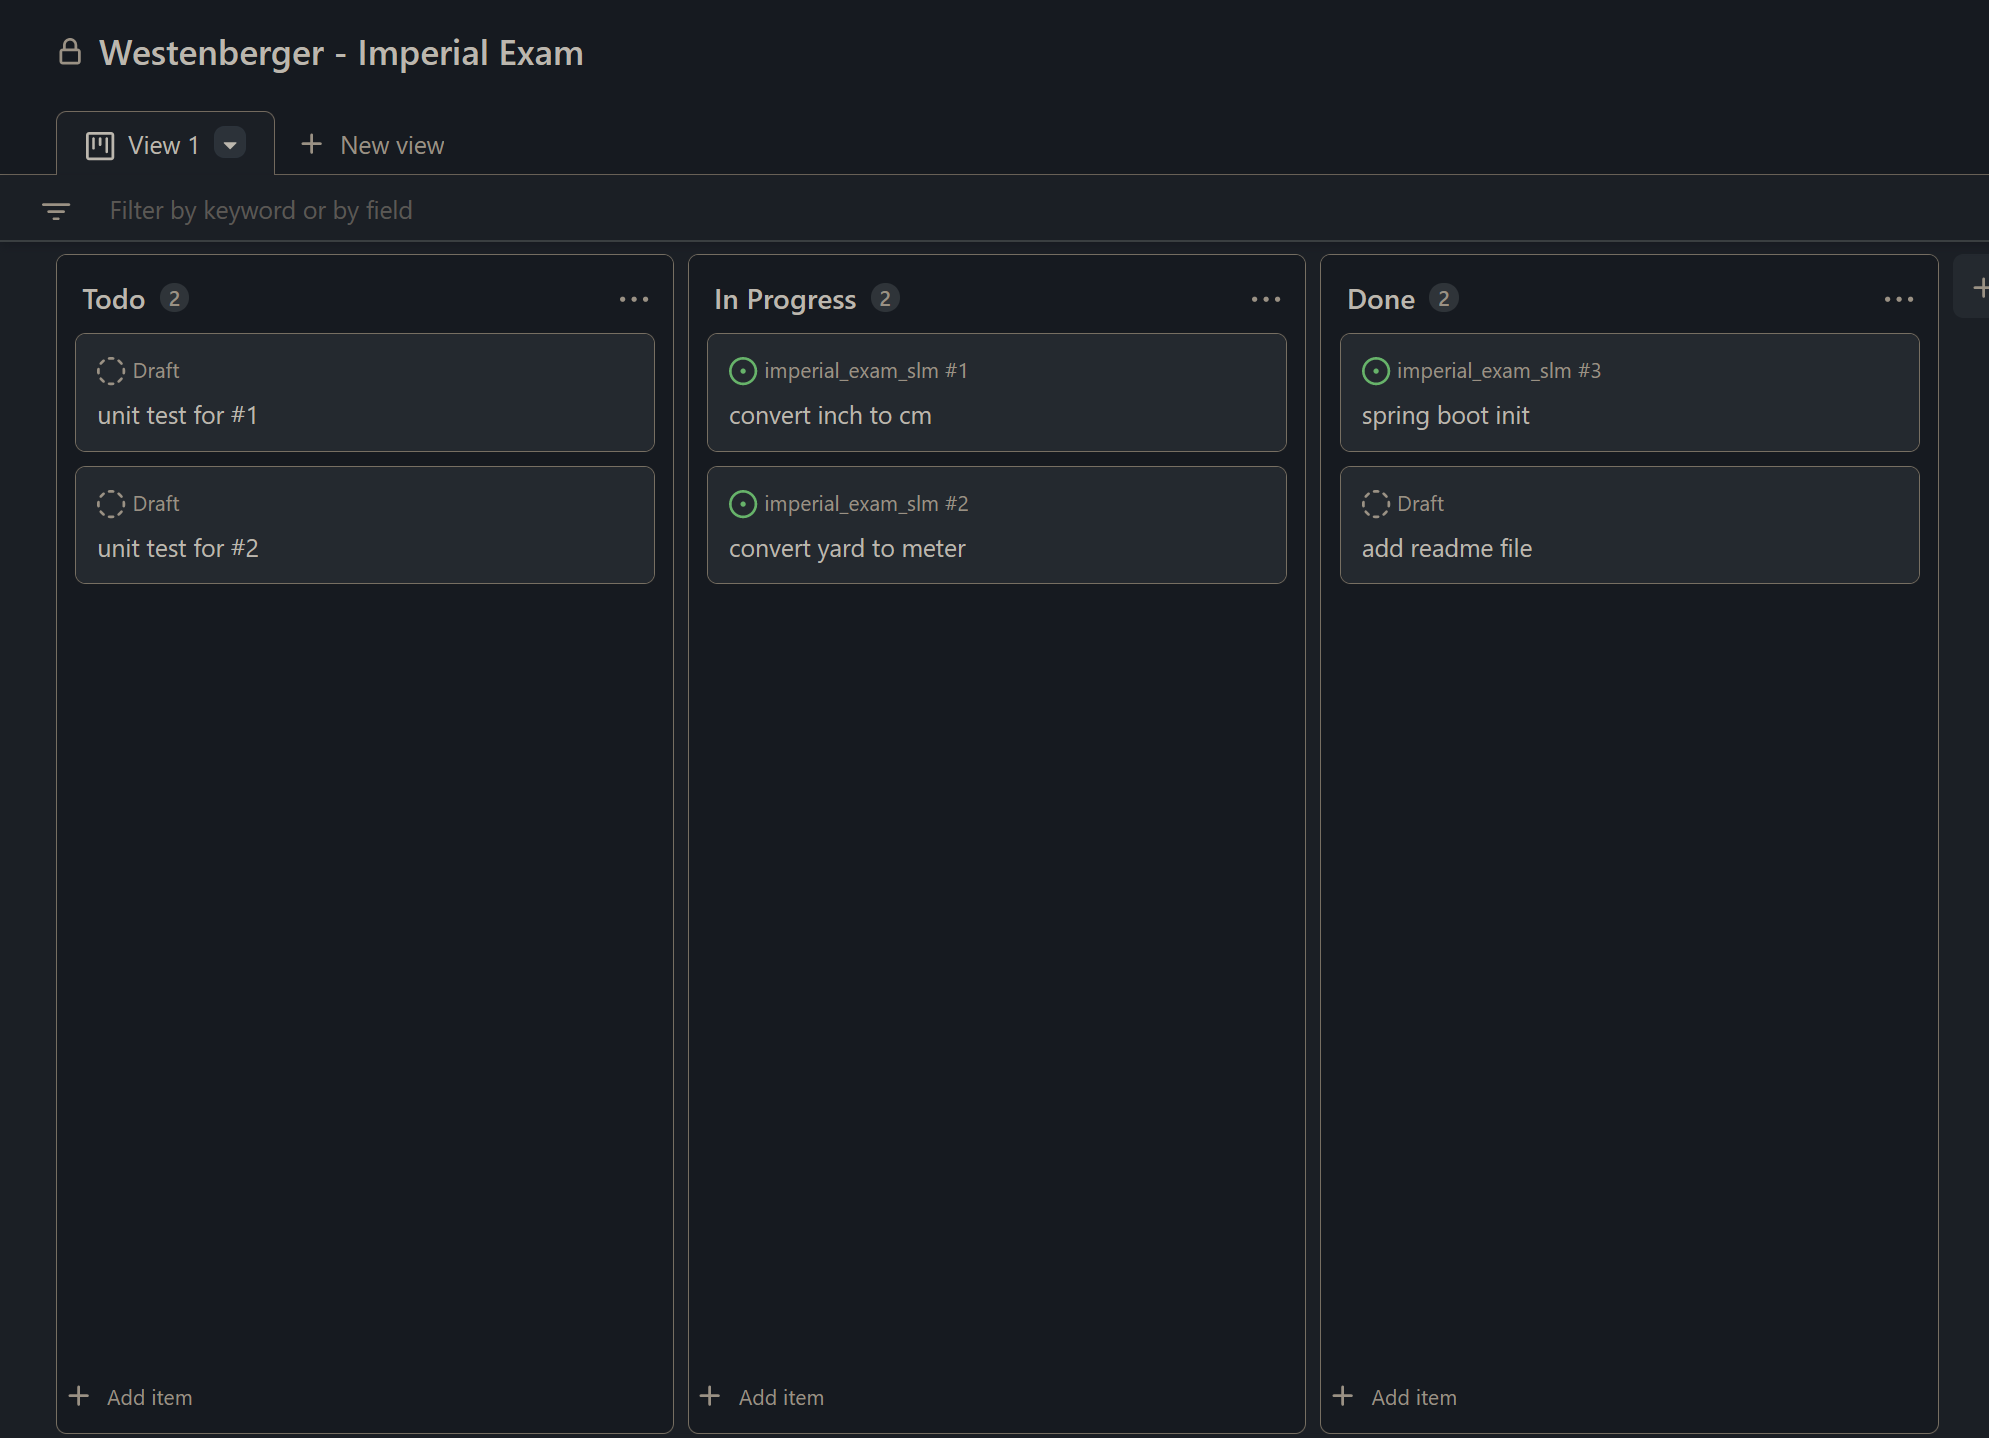 Westenberger - Imperial Exam
View 1
New view
Filter by keyword or by field
Todo 2
Draft
unit test for #1
Draft
unit test for #2
Add item
In Progress 2
imperial_exam_slm #1
convert inch to cm
imperial_exam_slm #2
convert yard to meter
Add item
Done 2
imperial_exam_slm #3
spring boot init
Draft
add readme file
Add item